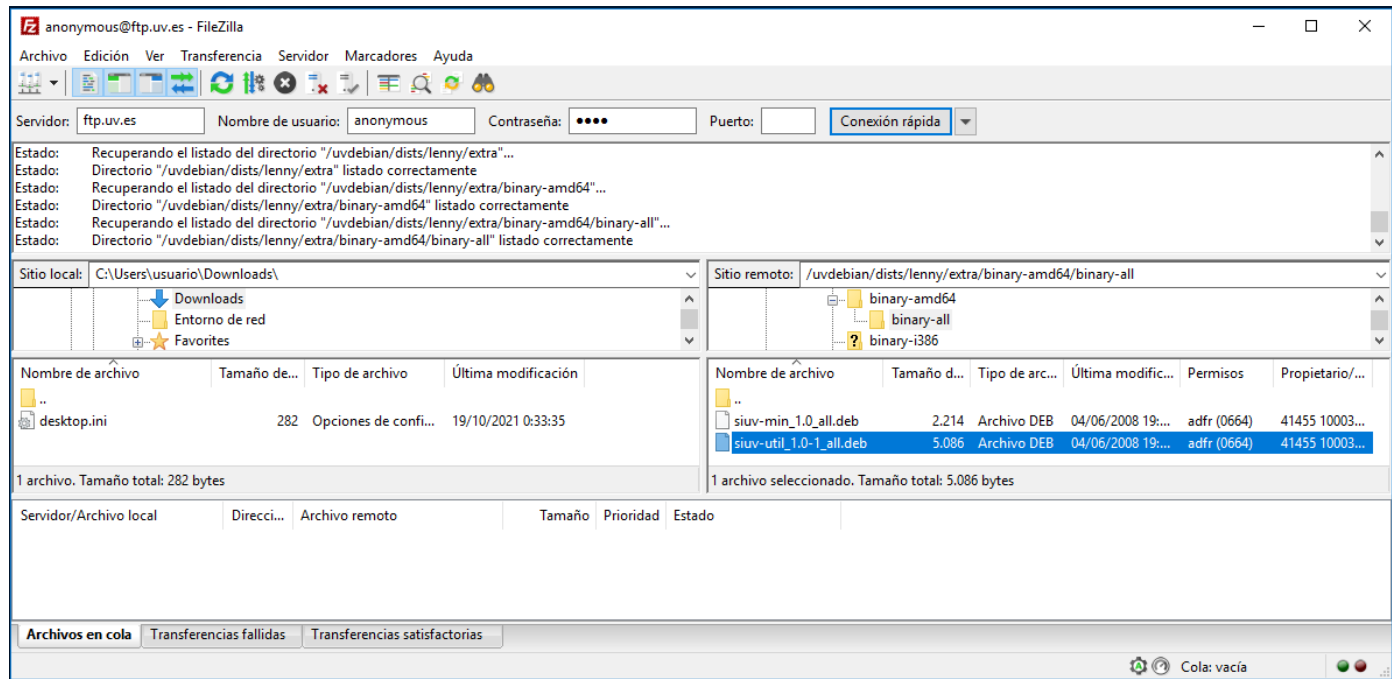 anonymous@ftp.uv.es - FileZilla
Archivo Edición Ver Transferencia Servidor Marcadores Ayuda
Servidor: ftp.uv.es Nombre de usuario: anonymous Contraseña: •••• Puerto: Conexión rápida
Estado: Recuperando el listado del directorio "/uvdebian/dists/lenny/extra"...
Estado: Directorio "/uvdebian/dists/lenny/extra" listado correctamente
Estado: Recuperando el listado del directorio "/uvdebian/dists/lenny/extra/binary-amd64"...
Estado: Directorio "/uvdebian/dists/lenny/extra/binary-amd64" listado correctamente
Estado: Recuperando el listado del directorio "/uvdebian/dists/lenny/extra/binary-amd64/binary-all"...
Estado: Directorio "/uvdebian/dists/lenny/extra/binary-amd64/binary-all" listado correctamente
Sitio local: C:\Users\usuario\Downloads\
Downloads
Entorno de red
Favorites
Nombre de archivo Tamaño de... Tipo de archivo Última modificación
..
desktop.ini 282 Opciones de confi... 19/10/2021 0:33:35
1 archivo. Tamaño total: 282 bytes
Sitio remoto: /uvdebian/dists/lenny/extra/binary-amd64/binary-all
binary-amd64
binary-all
? binary-i386
Nombre de archivo Tamaño d... Tipo de arc... Última modific... Permisos Propietario/...
..
siuv-min_1.0_all.deb 2.214 Archivo DEB 04/06/2008 19:... adfr (0664) 41455 10003...
siuv-util_1.0-1_all.deb 5.086 Archivo DEB 04/06/2008 19:... adfr (0664) 41455 10003...
1 archivo seleccionado. Tamaño total: 5.086 bytes
Servidor/Archivo local Direcci... Archivo remoto Tamaño Prioridad Estado
Archivos en cola Transferencias fallidas Transferencias satisfactorias
Cola: vacía